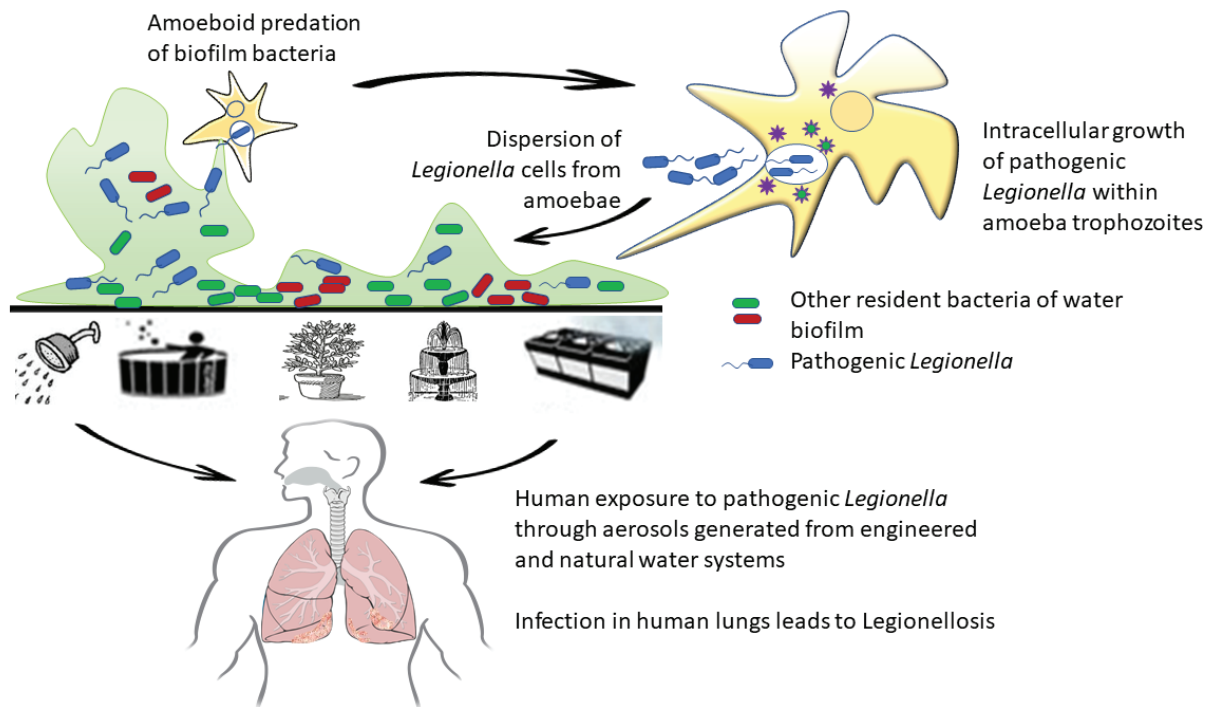 Amoeboid predation
of biofilm bacteria
Dispersion of
Legionella cells from
amoebae
Intracellular growth
of pathogenic
Legionella within
amoeba trophozoites
Other resident bacteria of water
biofilm
Pathogenic Legionella
Human exposure to pathogenic Legionella
through aerosols generated from engineered
and natural water systems
Infection in human lungs leads to Legionellosis